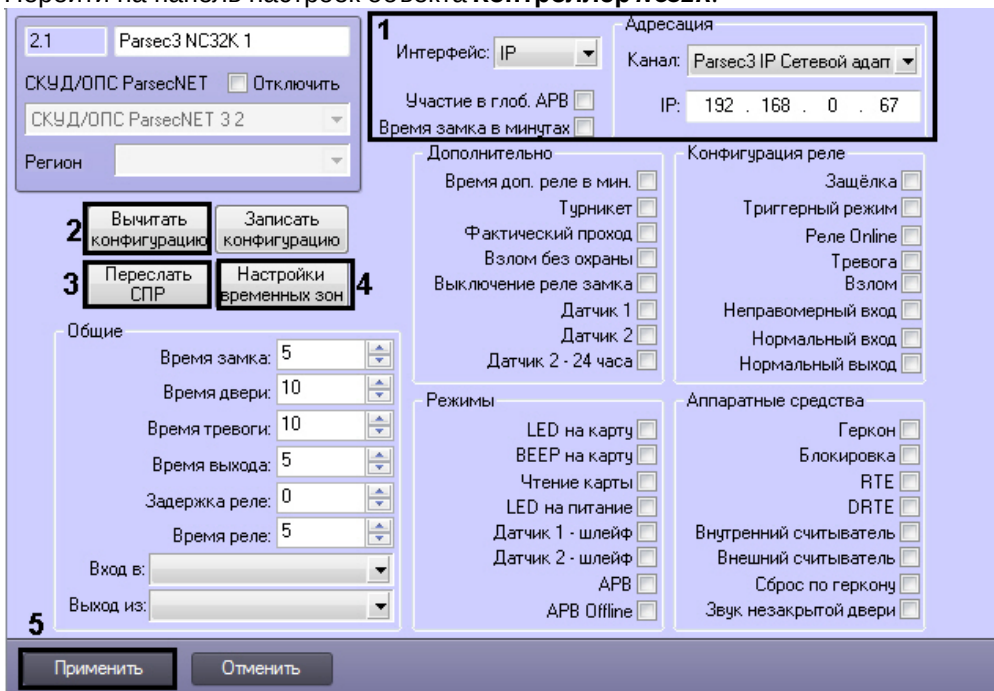 Перейти на панель настроек объекта Контроллер NC32K.
2.1 Parsec3 NC32K 1
СКУД/ОПС ParsecNET Отключить
СКУД/ОПС ParsecNET 3 2
Регион
1
Интерфейс: IP
Участие в глоб. APB
Время замка в минутах
Адресация
Канал: Parsec3 IP Сетевой адап
IP: 192 . 168 . 0 . 67
2
Вычитать
конфигурацию
Записать
конфигурацию
3
Переслать
СПР
Настройки
временных зон
4
Общие
Время замка: 5
Время двери: 10
Время тревоги: 10
Время выхода: 5
Задержка реле: 0
Время реле: 5
Вход в:
Выход из:
Дополнительно
Время доп. реле в мин.
Турникет
Фактический проход
Взлом без охраны
Выключение реле замка
Датчик 1
Датчик 2
Датчик 2 - 24 часа
Конфигурация реле
Защёлка
Триггерный режим
Реле Online
Тревога
Взлом
Неправомерный вход
Нормальный вход
Нормальный выход
Режимы
LED на карту
BEEP на карту
Чтение карты
LED на питание
Датчик 1 - шлейф
Датчик 2 - шлейф
APB
APB Offline
Аппаратные средства
Геркон
Блокировка
RTE
DRTE
Внутренний считыватель
Внешний считыватель
Сброс по геркону
Звук незакрытой двери
5
Применить Отменить